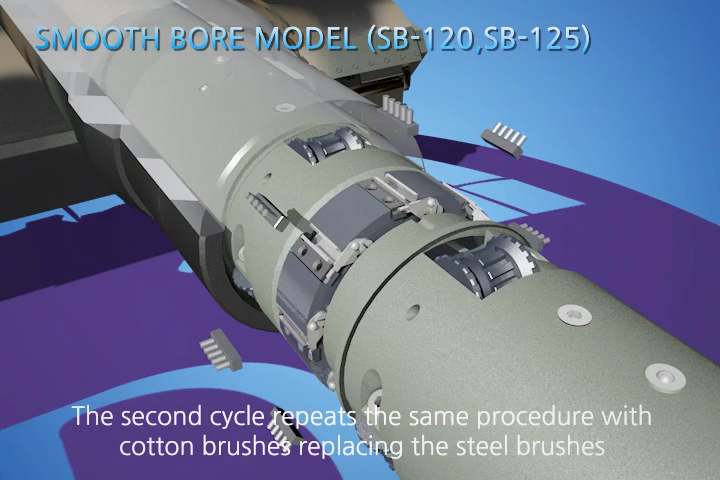 SMOOTH BORE MODEL (SB-120,SB-125)
The second cycle repeats the same procedure with
cotton brushes replacing the steel brushes